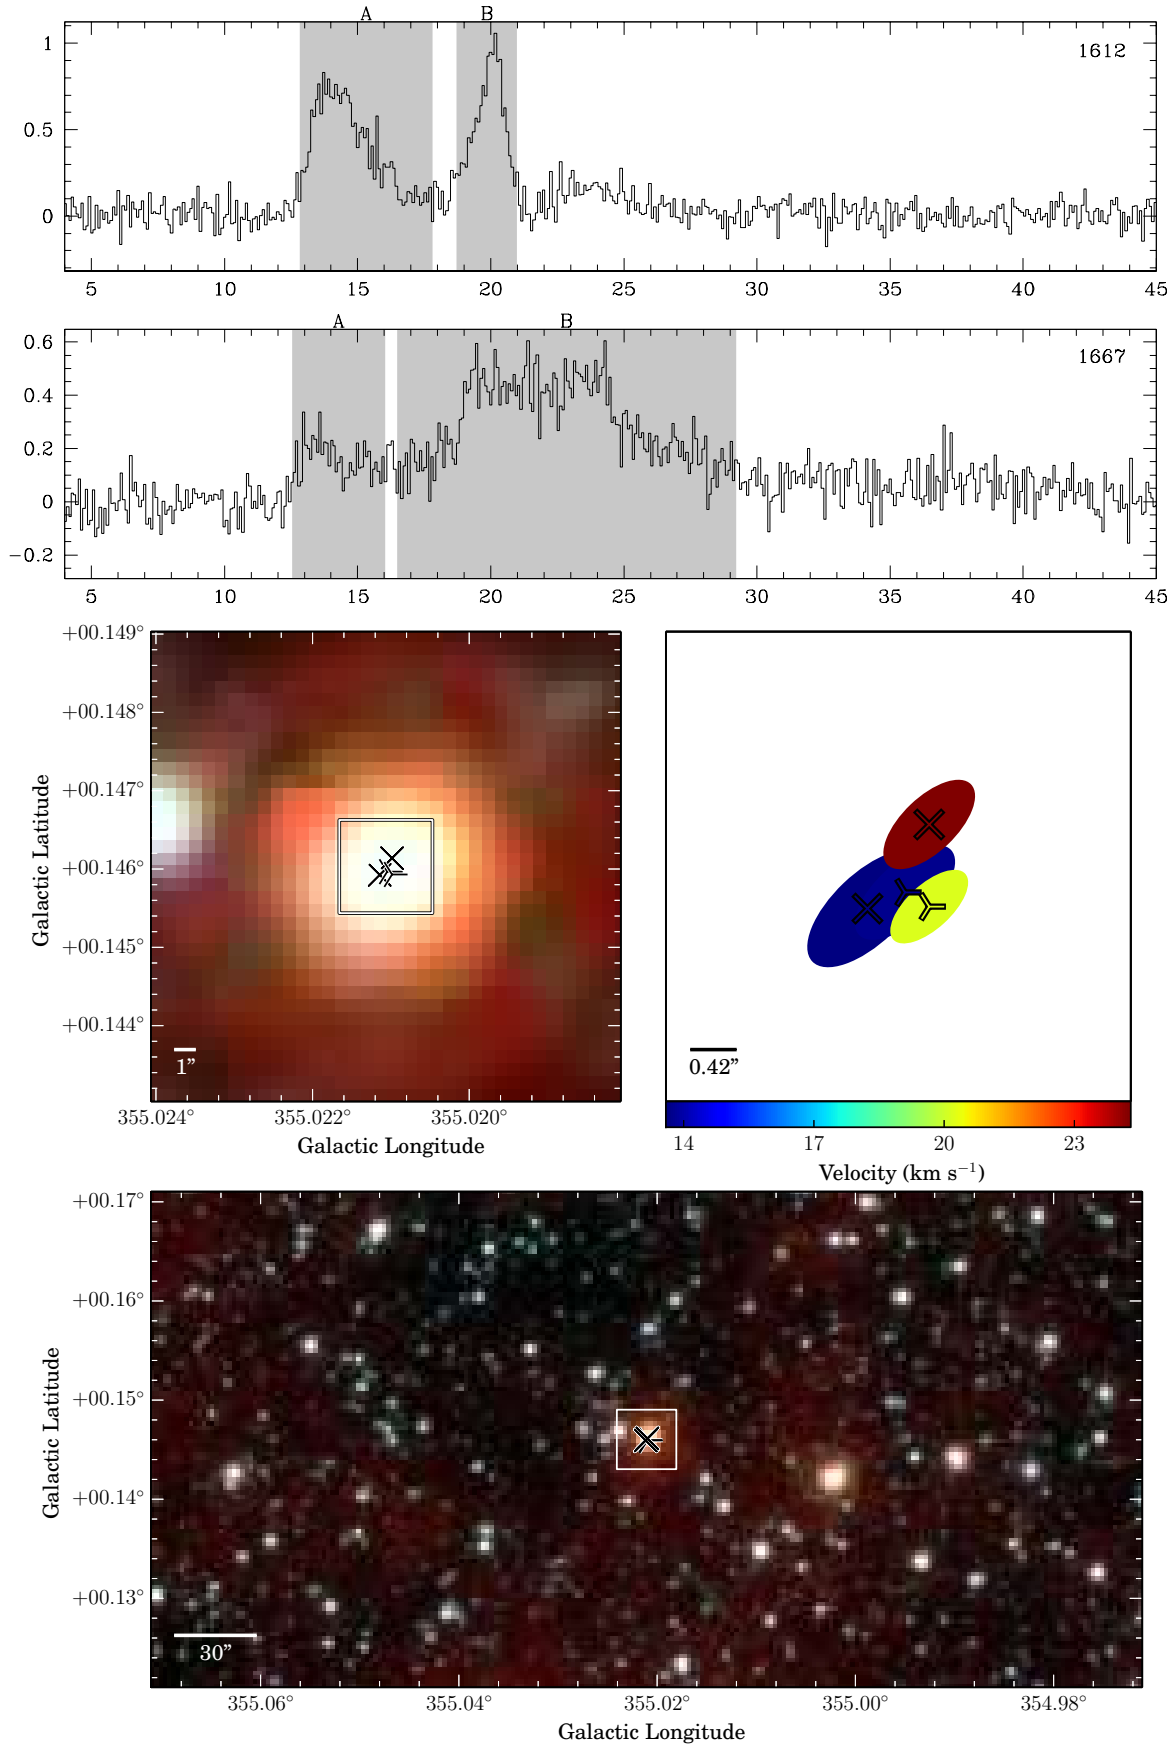 A B
1612
1
0.5
0
5 10 15 20 25 30 35 40 45
A B
1667
0.6
0.4
0.2
0
−0.2
5 10 15 20 25 30 35 40 45
+00.149°
+00.148°
+00.147°
+00.146°
+00.145°
+00.144°
Galactic Latitude
1”
355.024° 355.022° 355.020°
Galactic Longitude
0.42”
14 17 20 23
Velocity (km s−1)
+00.17°
+00.16°
+00.15°
+00.14°
+00.13°
Galactic Latitude
30”
355.06° 355.04° 355.02° 355.00° 354.98°
Galactic Longitude